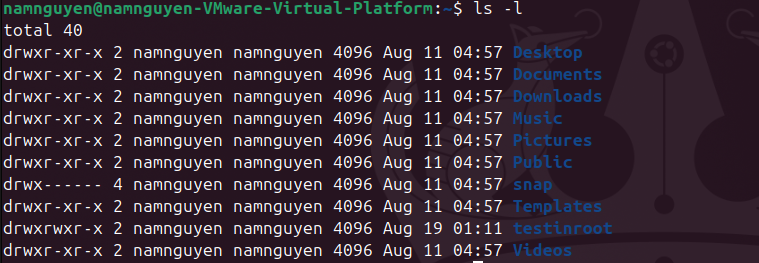 namnguyen@namnguyen-VMware-Virtual-Platform:~$ ls -l
total 40
drwxr-xr-x 2 namnguyen namnguyen 4096 Aug 11 04:57 Desktop
drwxr-xr-x 2 namnguyen namnguyen 4096 Aug 11 04:57 Documents
drwxr-xr-x 2 namnguyen namnguyen 4096 Aug 11 04:57 Downloads
drwxr-xr-x 2 namnguyen namnguyen 4096 Aug 11 04:57 Music
drwxr-xr-x 2 namnguyen namnguyen 4096 Aug 11 04:57 Pictures
drwxr-xr-x 2 namnguyen namnguyen 4096 Aug 11 04:57 Public
drwx------ 4 namnguyen namnguyen 4096 Aug 11 04:57 snap
drwxr-xr-x 2 namnguyen namnguyen 4096 Aug 11 04:57 Templates
drwxrwxr-x 2 namnguyen namnguyen 4096 Aug 19 01:11 testinroot
drwxr-xr-x 2 namnguyen namnguyen 4096 Aug 11 04:57 Videos